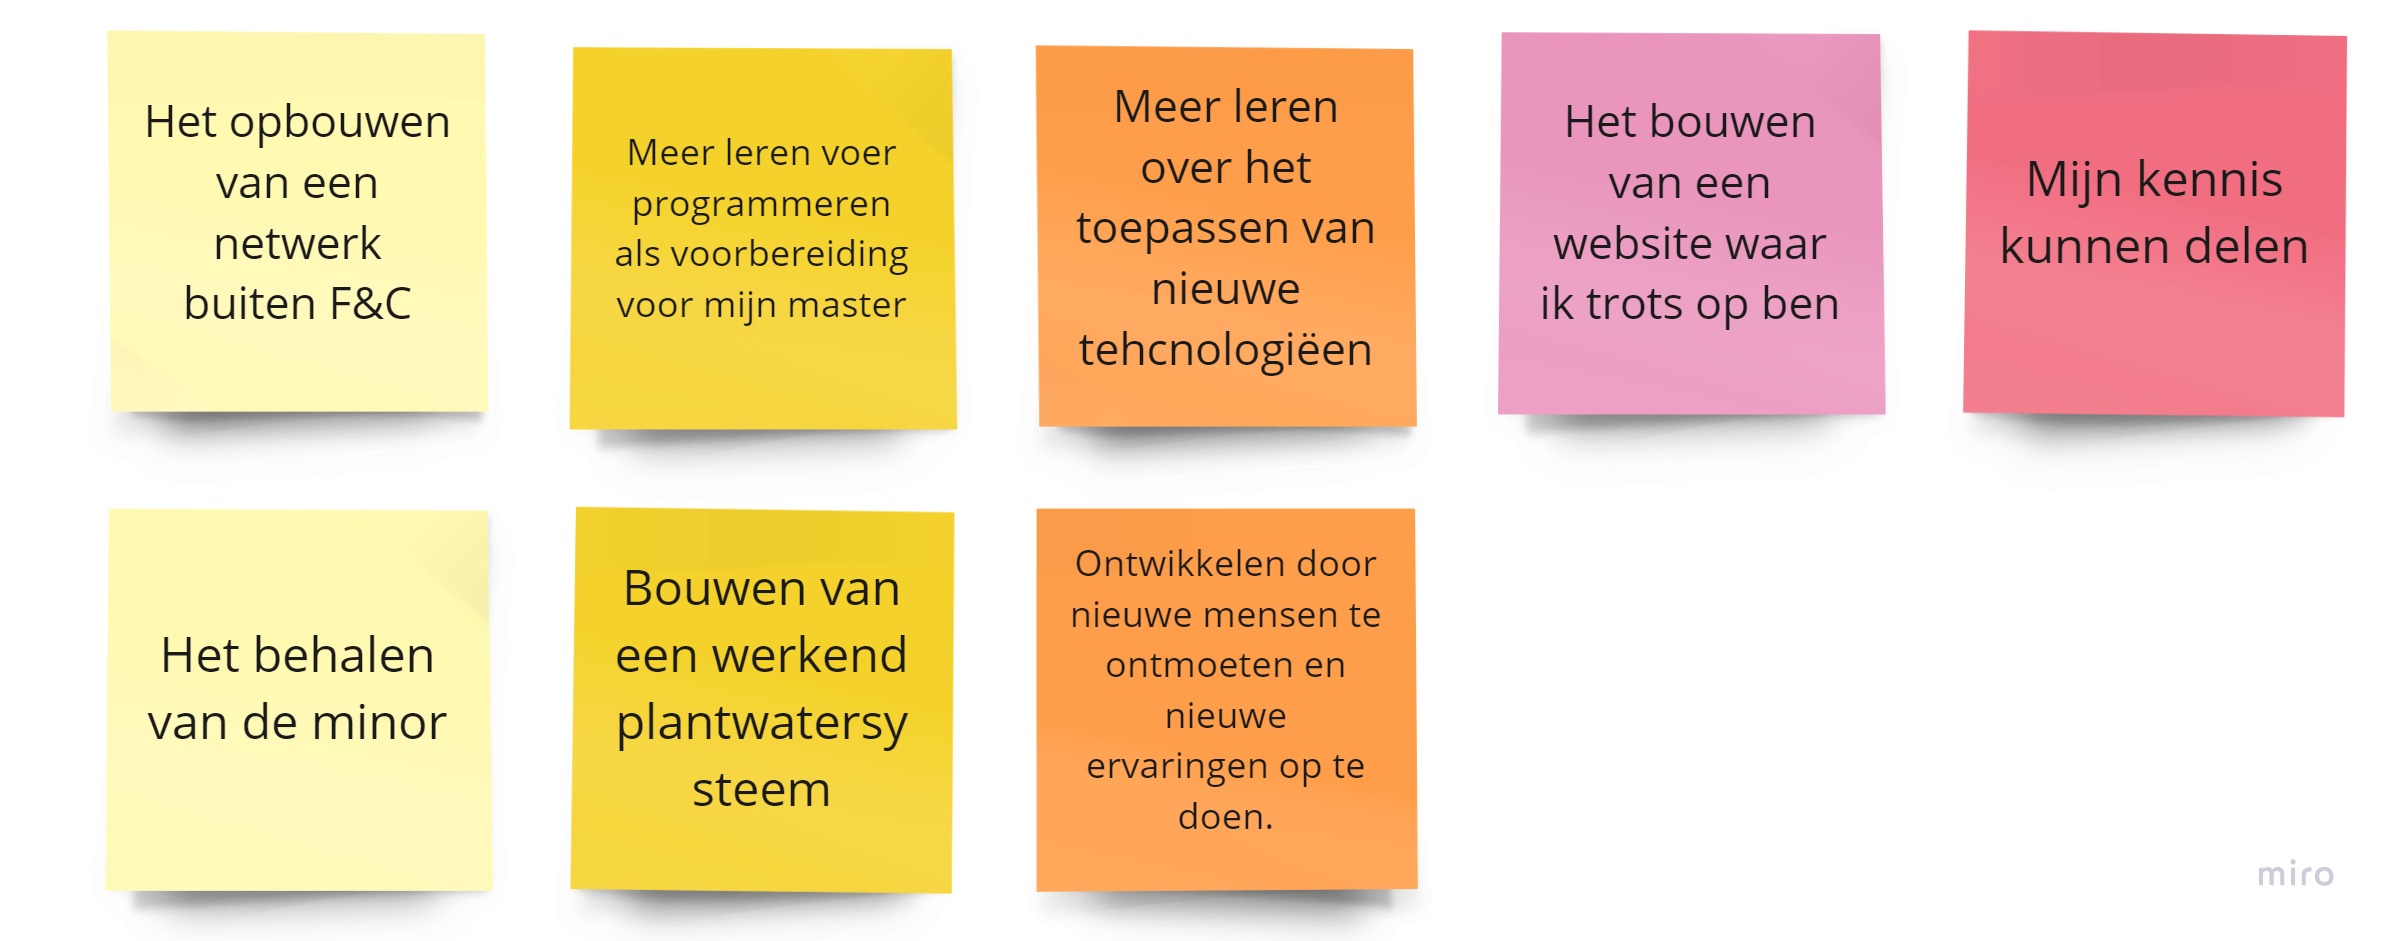 Het opbouwen
van een
netwerk
buiten F&C
Meer leren voer
programmeren
als voorbereiding
voor mijn master
Meer leren
over het
toepassen van
nieuwe
tehcnologiëen
Het bouwen
van een
website waar
ik trots op ben
Mijn kennis
kunnen delen
Het behalen
van de minor
Bouwen van
een werkend
plantwatersy
steem
Ontwikkelen door
nieuwe mensen te
ontmoeten en
nieuwe
ervaringen op te
doen.
miro